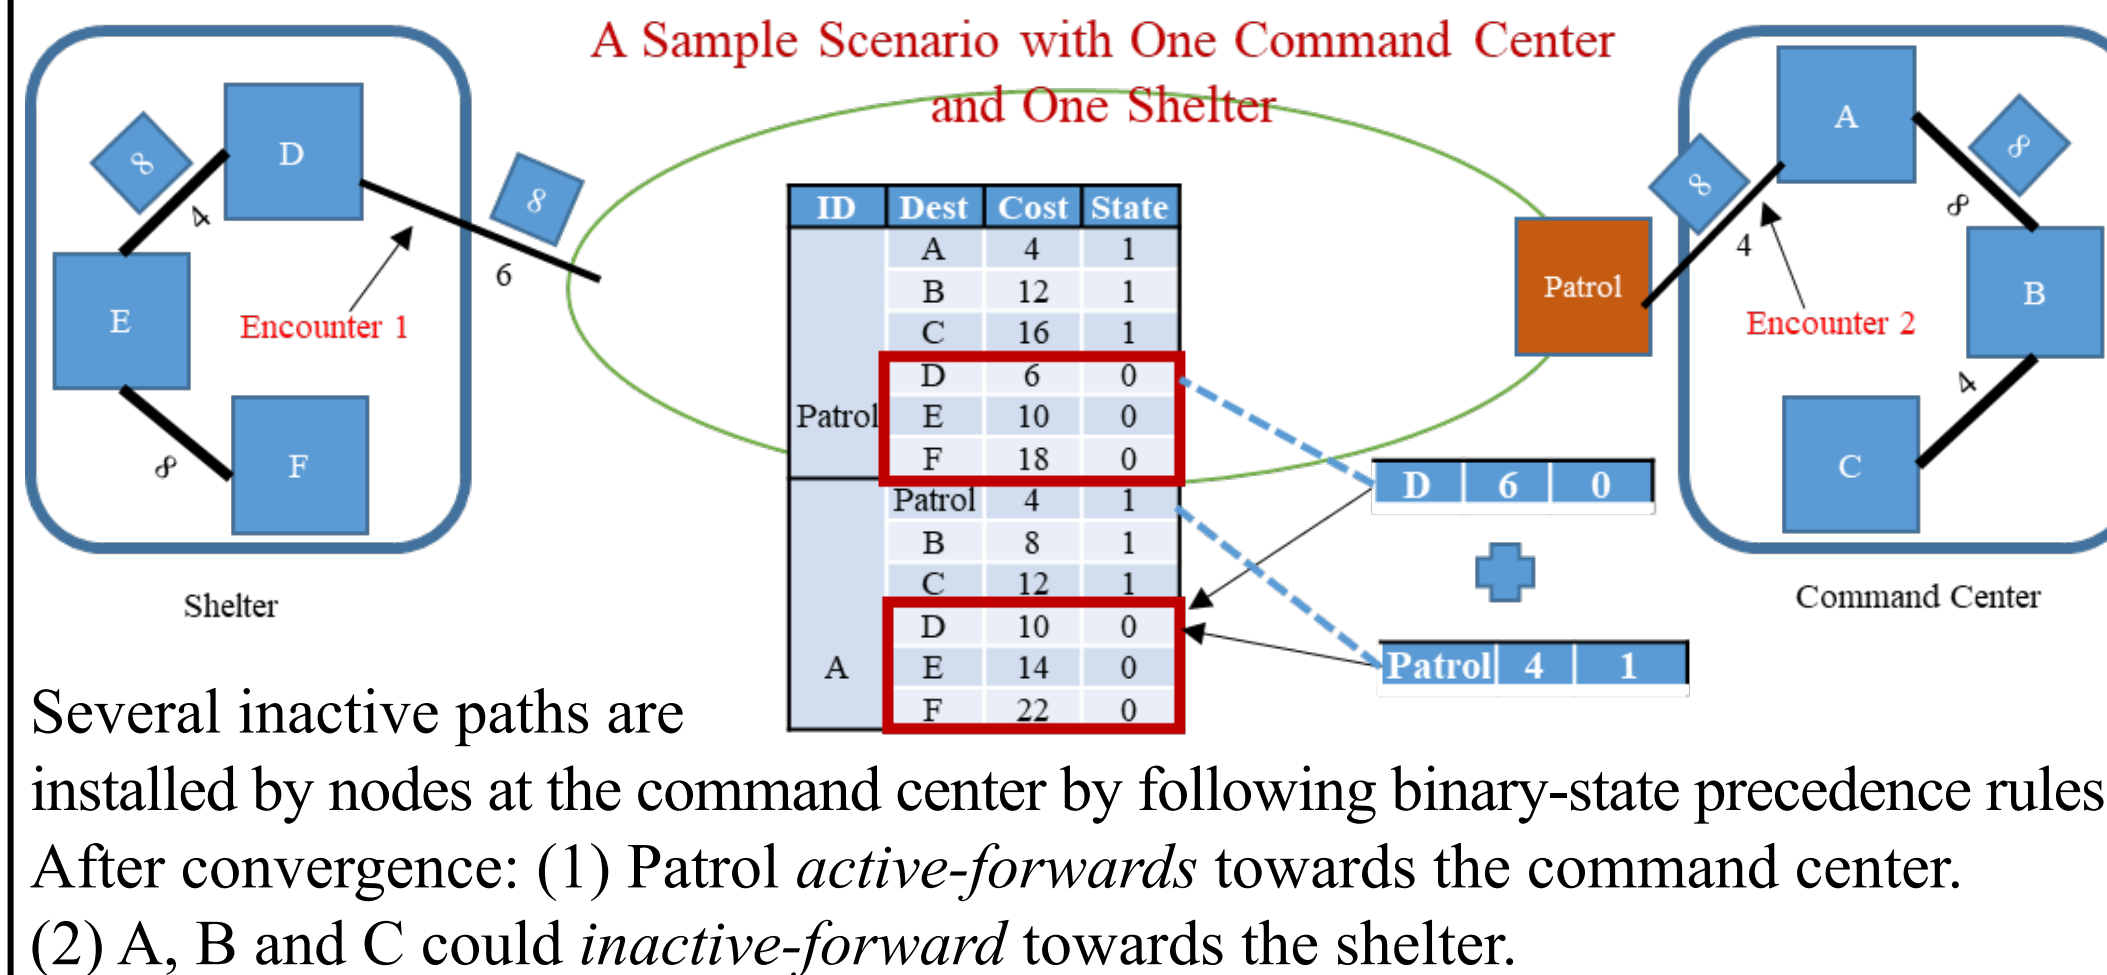 A Sample Scenario with One Command Center
and One Shelter
8
D
4
E
8
F
Encounter 1
Shelter
8
6
ID Dest Cost State
Patrol
A 4 1
B 12 1
C 16 1
D 6 0
E 10 0
F 18 0
A
Patrol 4 1
B 8 1
C 12 1
D 10 0
E 14 0
F 22 0
D 6 0
Patrol 4 1
Patrol
8
4
A
8
8
B
4
C
Encounter 2
Command Center
Several inactive paths are
installed by nodes at the command center by following binary-state precedence rules
After convergence: (1) Patrol active-forwards towards the command center.
(2) A, B and C could inactive-forward towards the shelter.